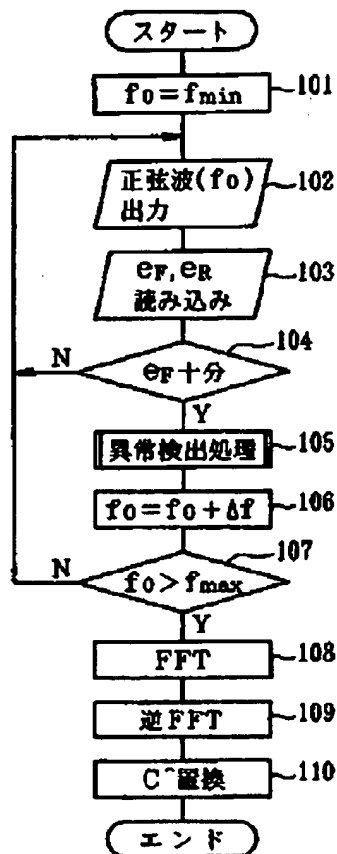 スタート
fo=fmin
101
正弦波(fo)
出力
102
eF,eR
読み込み
103
104
eF十分
N
Y
異常検出処理
105
fo=fo+Δf
106
107
fo>fmax
N
Y
FFT
108
逆FFT
109
C^置換
110
エンド